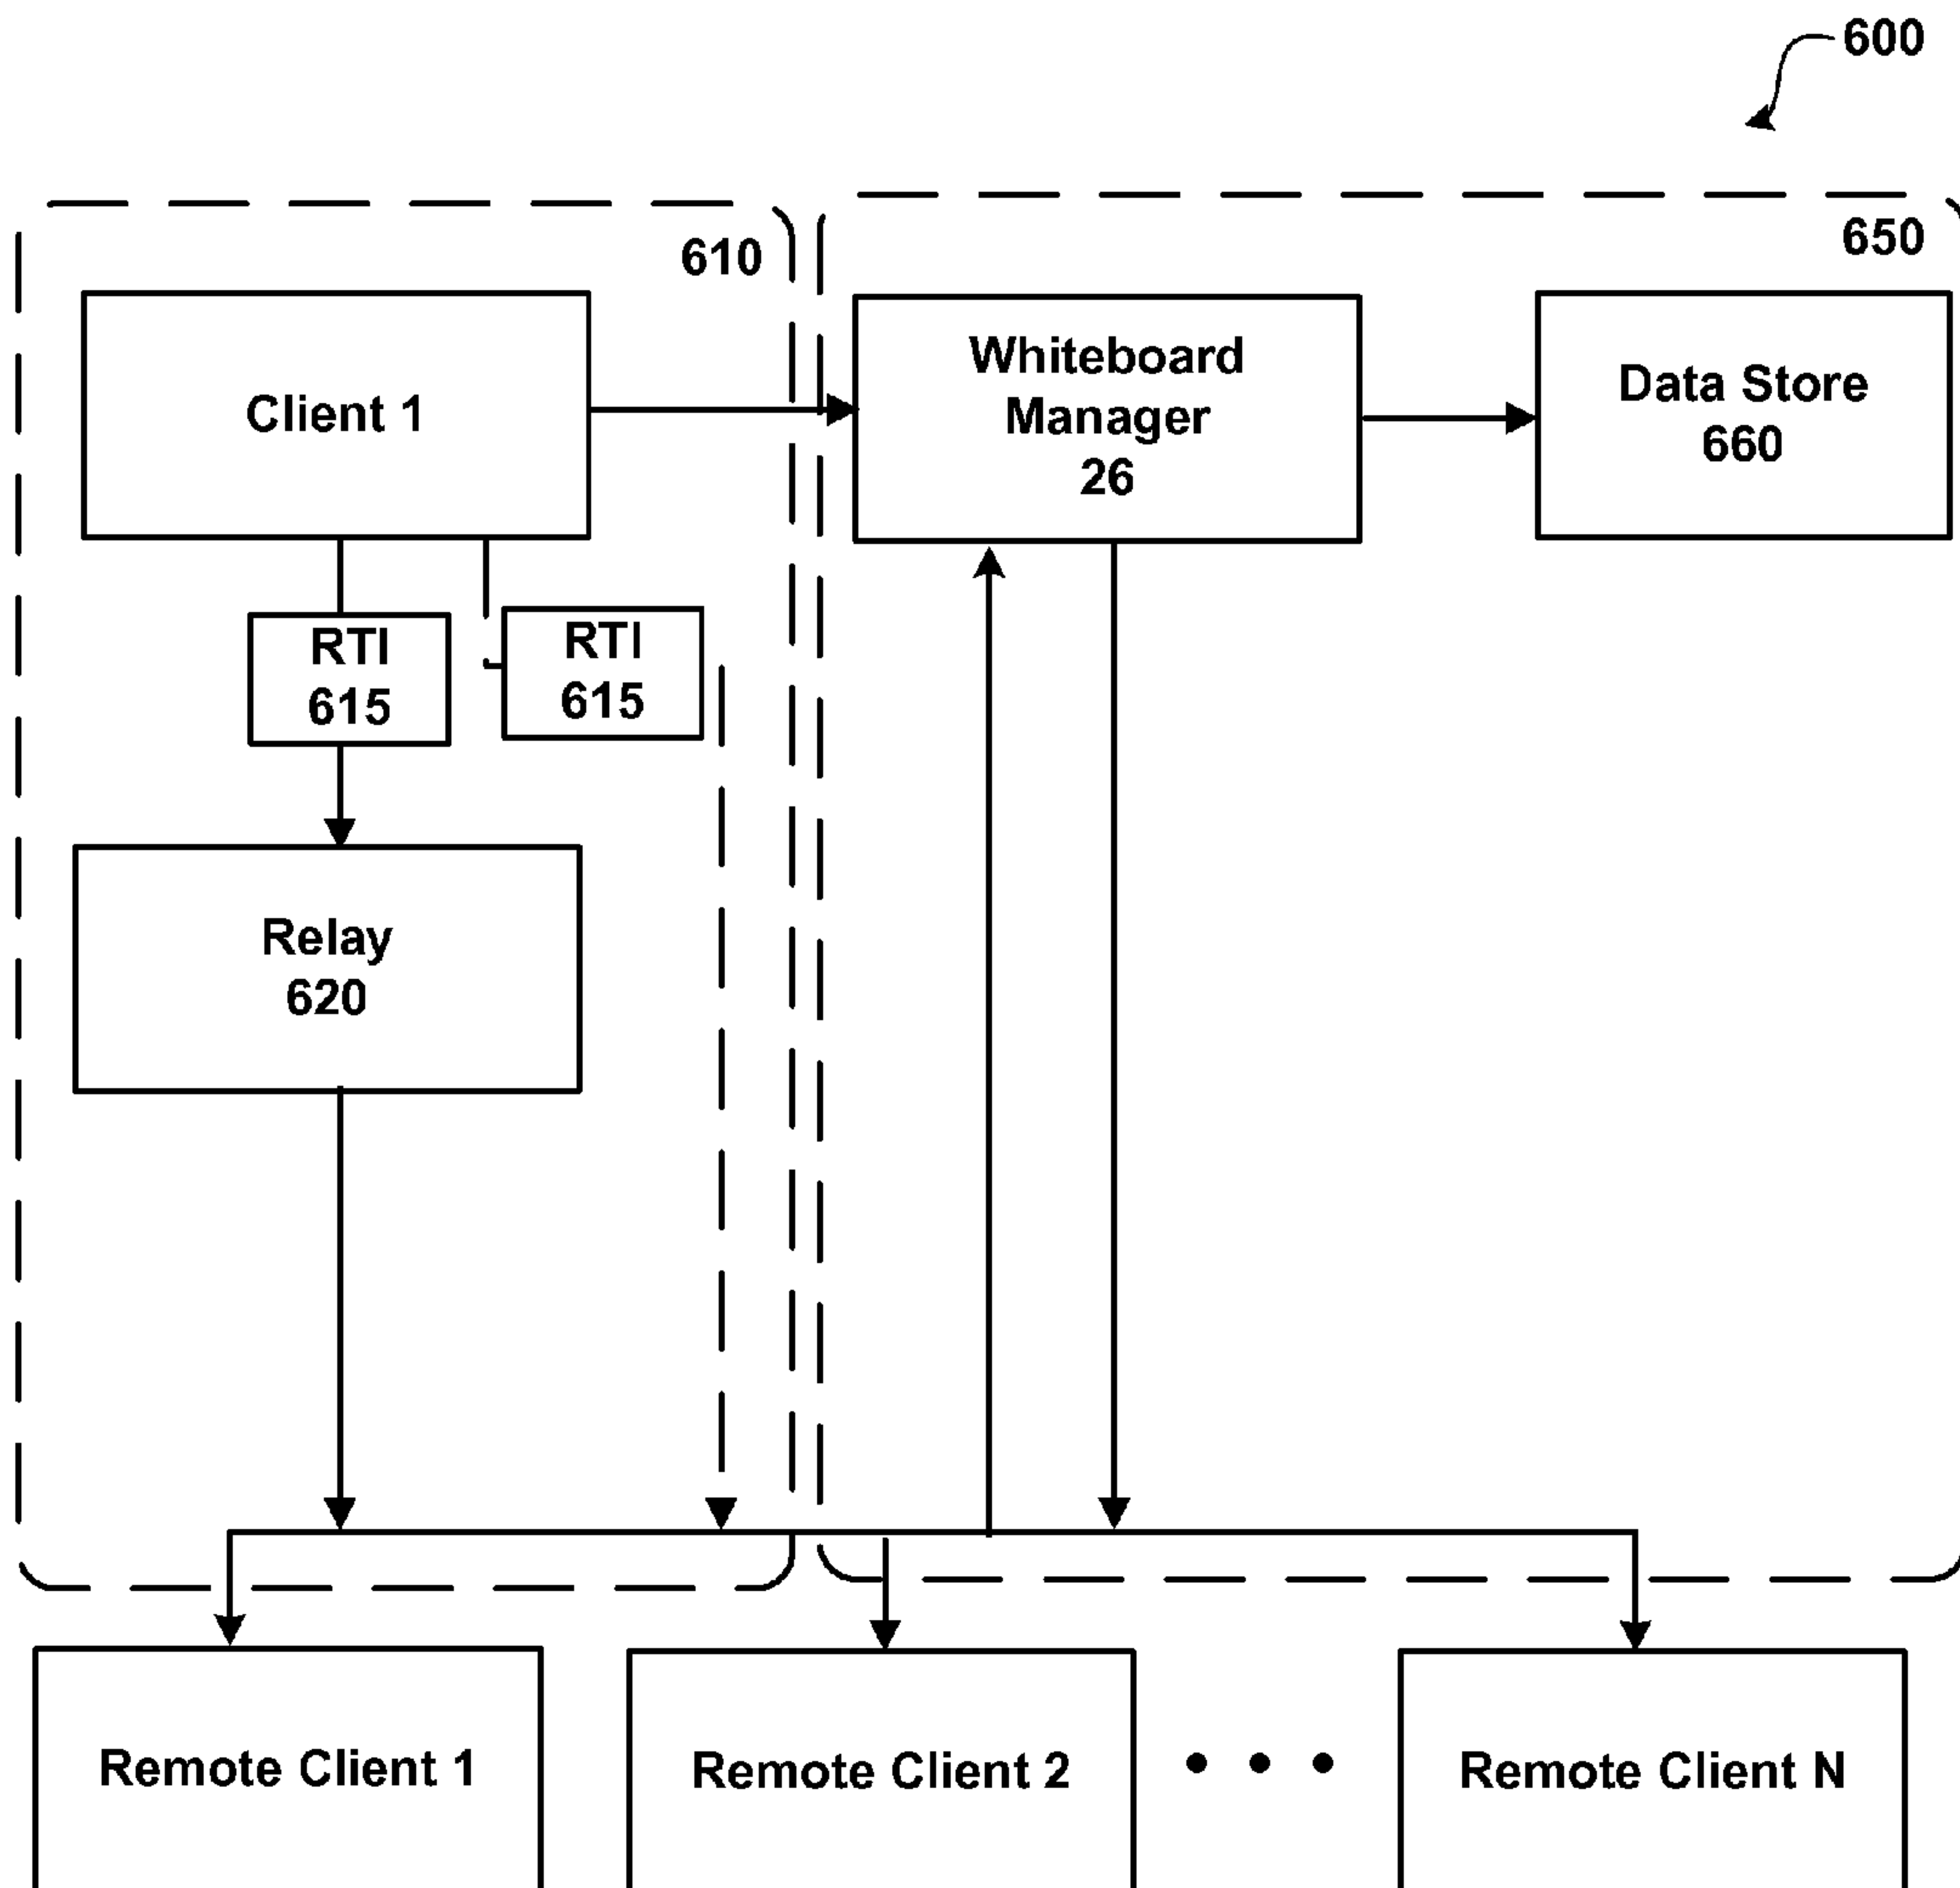 600
610
650
Client 1
Whiteboard
Manager
26
Data Store
660
RTI
615
RTI
615
Relay
620
Remote Client 1
Remote Client 2
Remote Client N